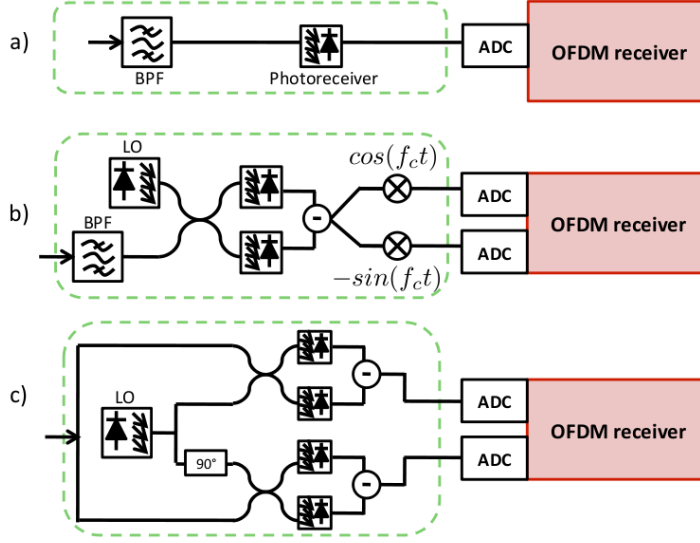 a)
BPF
Photoreceiver
ADC
OFDM receiver
b)
LO
BPF
-
cos(f_c t)
−sin(f_c t)
ADC
ADC
OFDM receiver
c)
LO
90°
-
-
ADC
ADC
OFDM receiver